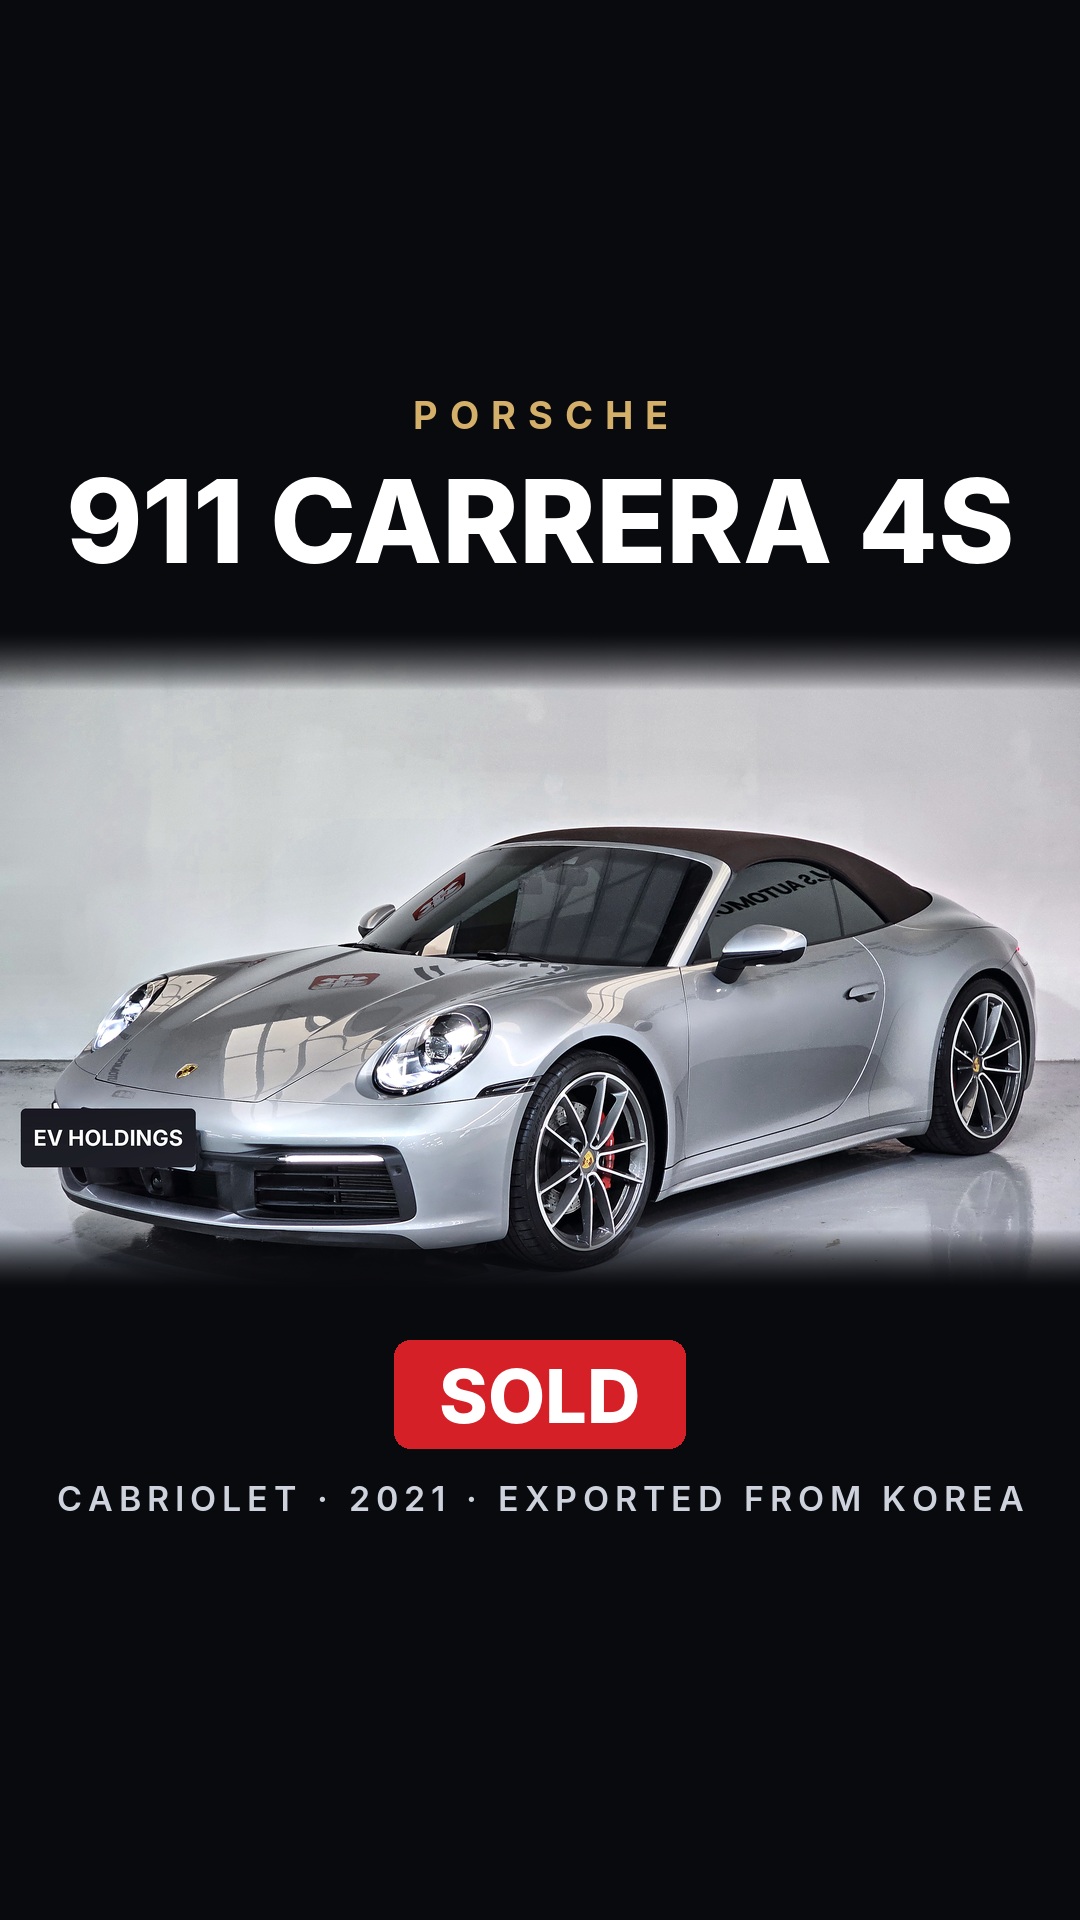 PORSCHE
911 CARRERA 4S
EV HOLDINGS
SOLD
CABRIOLET · 2021 · EXPORTED FROM KOREA